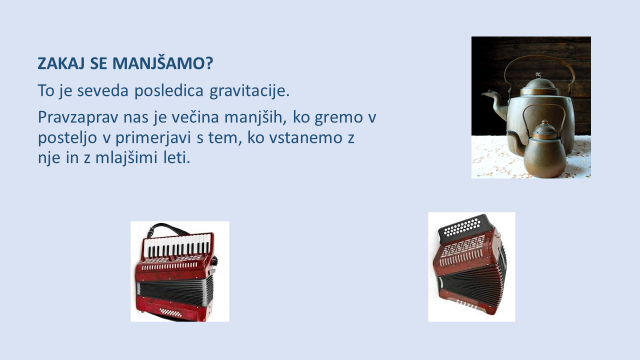 ZAKAJ SE MANJŠAMO?
To je seveda posledica gravitacije.
Pravzaprav nas je večina manjših, ko gremo v
posteljo v primerjavi s tem, ko vstanemo z
nje in z mlajšimi leti.